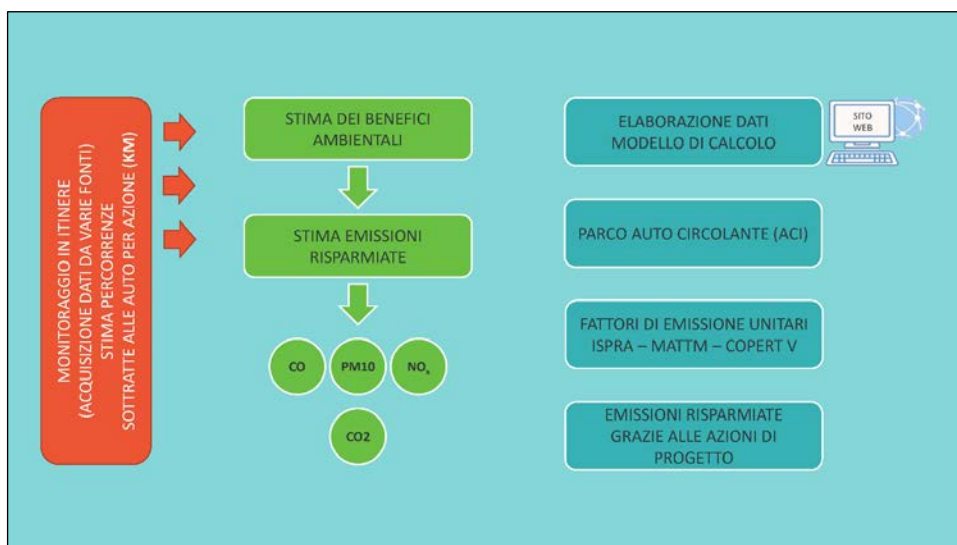 MONITORAGGIO IN ITINERE
(ACQUISIZIONE DATI DA VARIE FONTI)
STIMA PERCORRENZE
SOTTRATTE ALLE AUTO PER AZIONE (KM)
STIMA DEI BENEFICI
AMBIENTALI
STIMA EMISSIONI
RISPARMIATE
CO
PM10
NOx
CO2
ELABORAZIONE DATI
MODELLO DI CALCOLO
SITO
WEB
PARCO AUTO CIRCOLANTE (ACI)
FATTORI DI EMISSIONE UNITARI
ISPRA – MATTM – COPERT V
EMISSIONI RISPARMIATE
GRAZIE ALLE AZIONI DI
PROGETTO